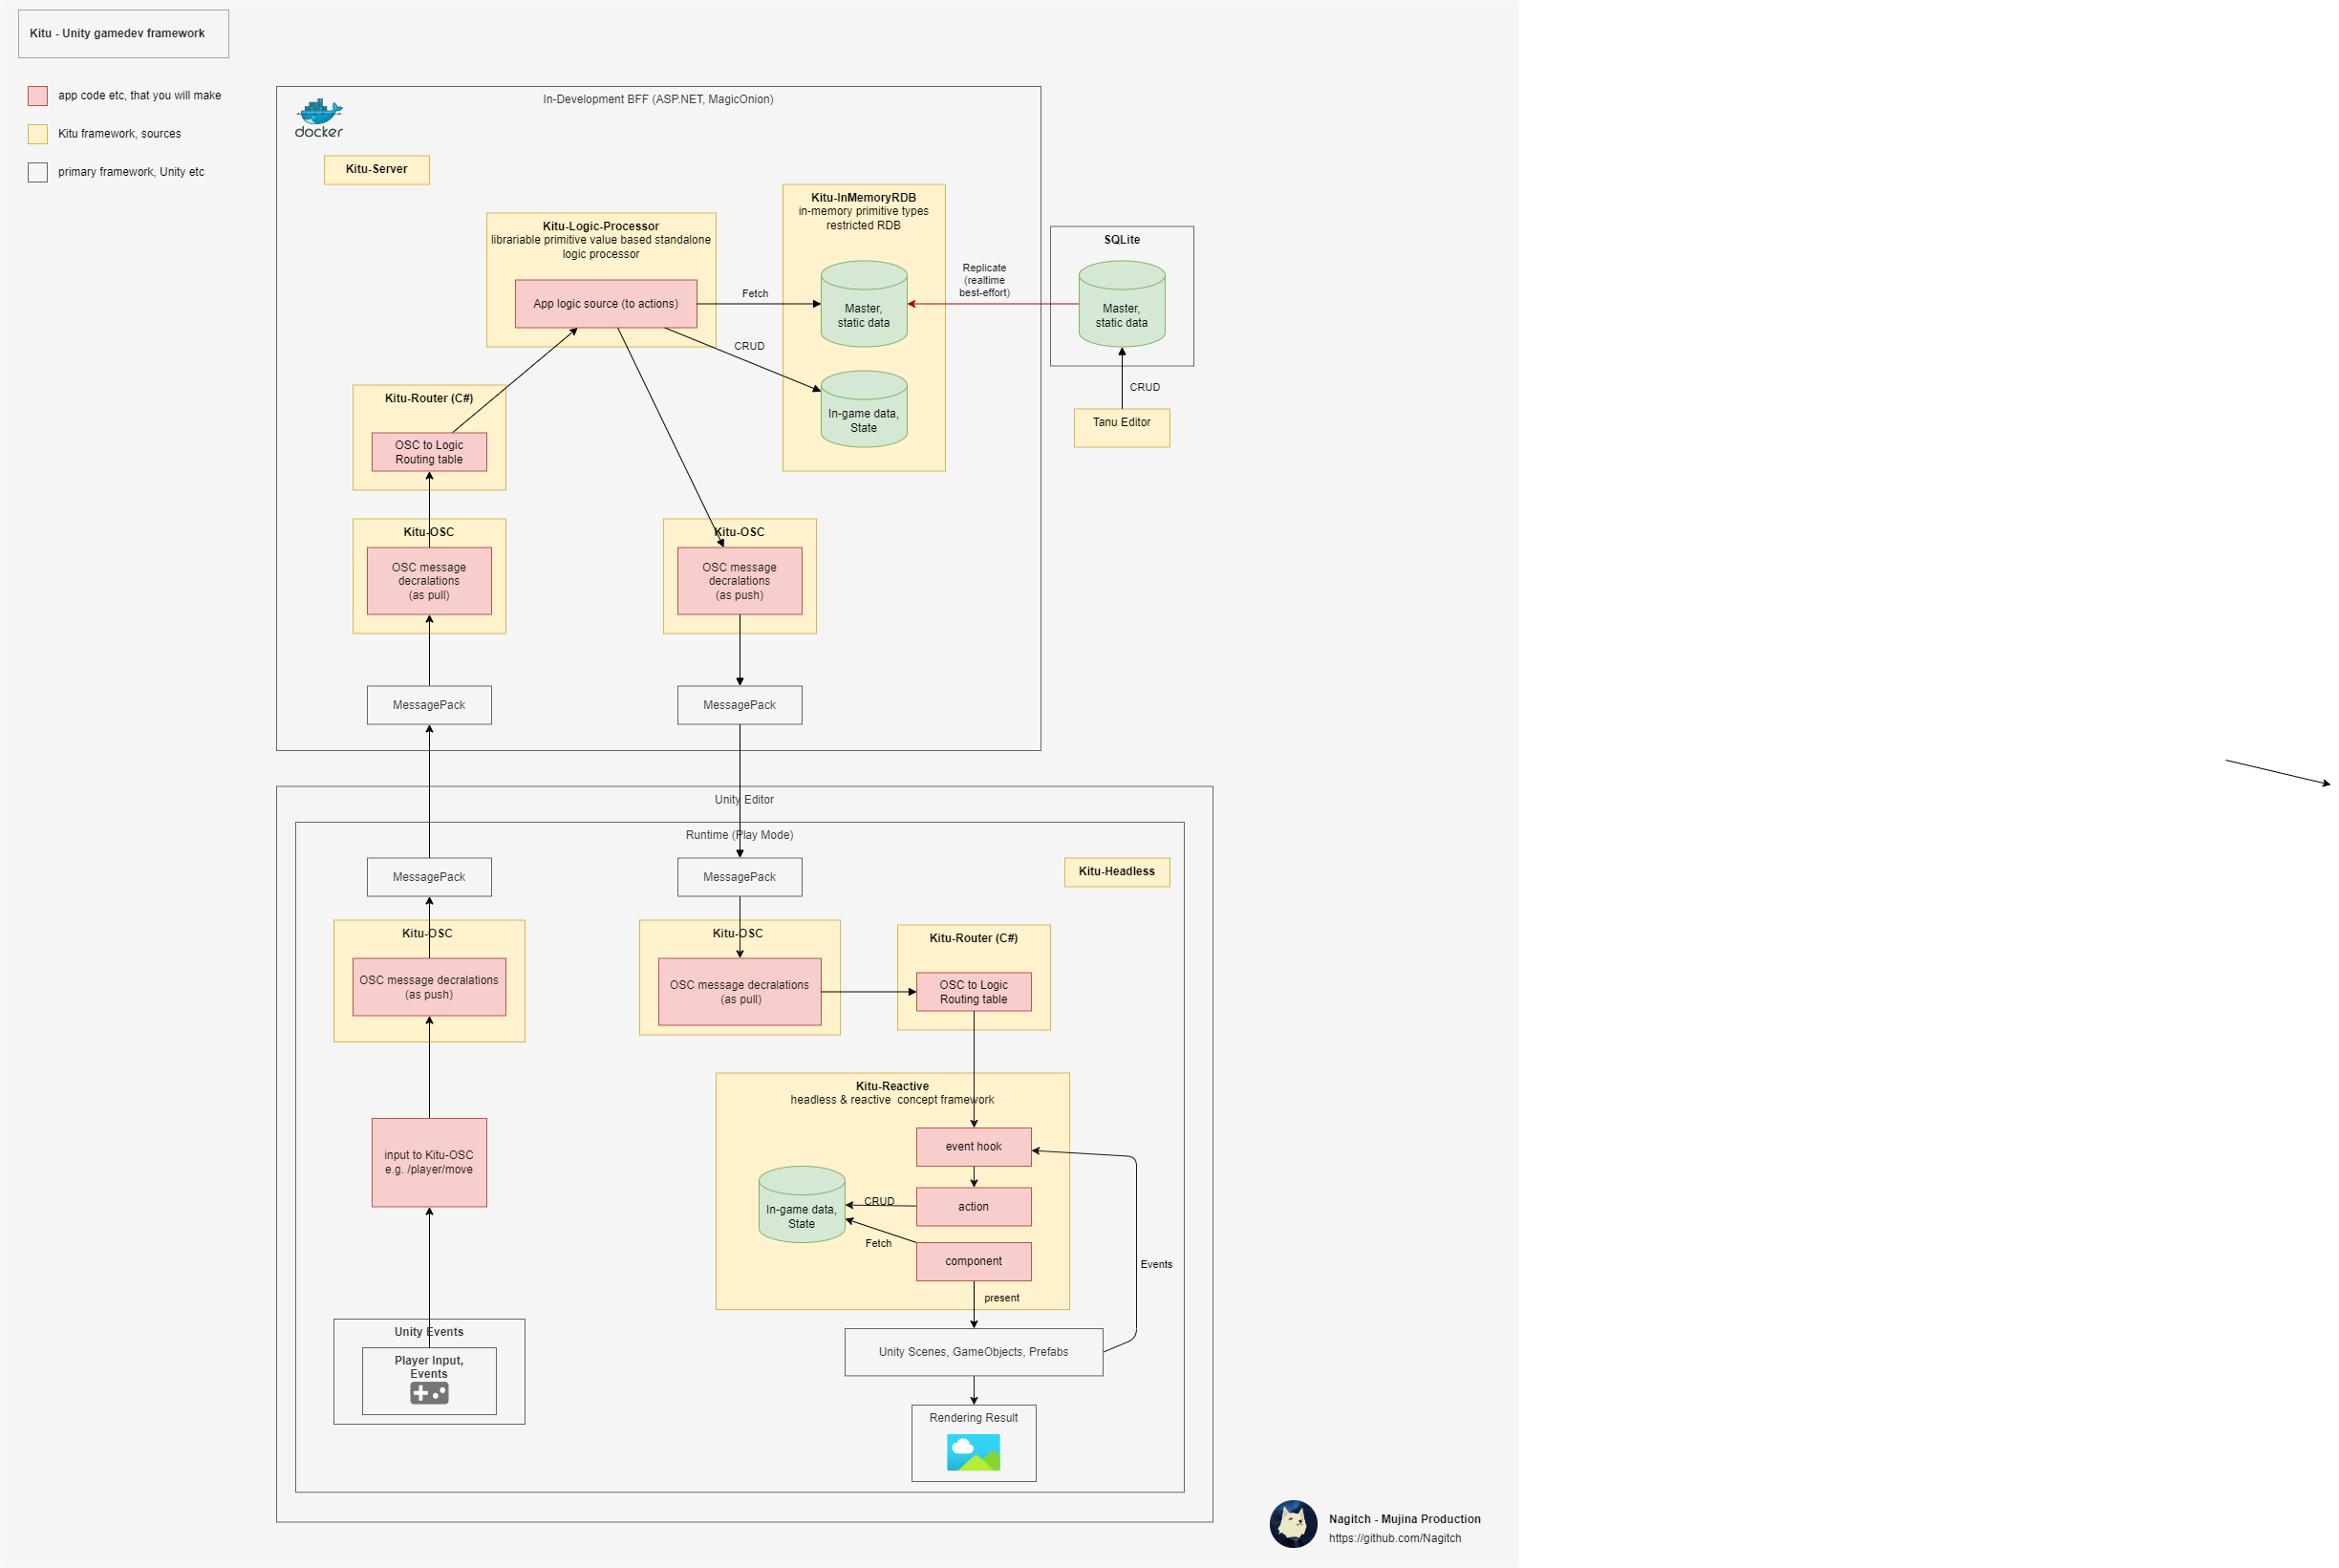 Kitu - Unity gamedev framework
app code etc, that you will make
Kitu framework, sources
primary framework, Unity etc
In-Development BFF (ASP.NET, MagicOnion)
docker
Kitu-Server
Kitu-Logic-Processor
librariable primitive value based standalone
logic processor
App logic source (to actions)
Fetch
CRUD
Kitu-InMemoryRDB
in-memory primitive types
restricted RDB
Master,
static data
In-game data,
State
Replicate
(realtime
best-effort)
SQLite
Master,
static data
CRUD
Tanu Editor
Kitu-Router (C#)
OSC to Logic
Routing table
Kitu-OSC
OSC message
decralations
(as pull)
Kitu-OSC
OSC message
decralations
(as push)
MessagePack
MessagePack
Unity Editor
Runtime (Play Mode)
MessagePack
MessagePack
Kitu-Headless
Kitu-OSC
OSC message decralations
(as push)
Kitu-OSC
OSC message decralations
(as pull)
Kitu-Router (C#)
OSC to Logic
Routing table
Kitu-Reactive
headless & reactive  concept framework
event hook
action
component
CRUD
Fetch
In-game data,
State
present
Events
input to Kitu-OSC
e.g. /player/move
Unity Events
Player Input,
Events
Unity Scenes, GameObjects, Prefabs
Rendering Result
Nagitch - Mujina Production
https://github.com/Nagitch